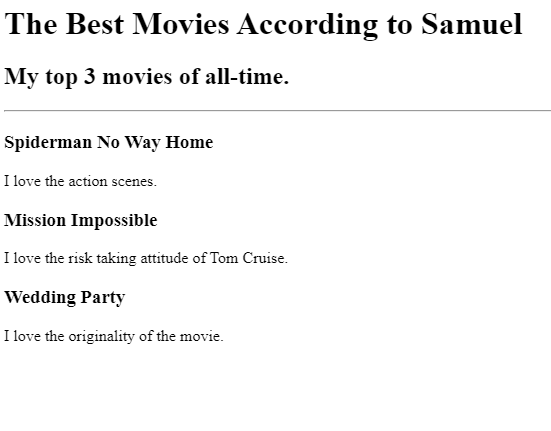 The Best Movies According to Samuel
My top 3 movies of all-time.
Spiderman No Way Home
I love the action scenes.
Mission Impossible
I love the risk taking attitude of Tom Cruise.
Wedding Party
I love the originality of the movie.